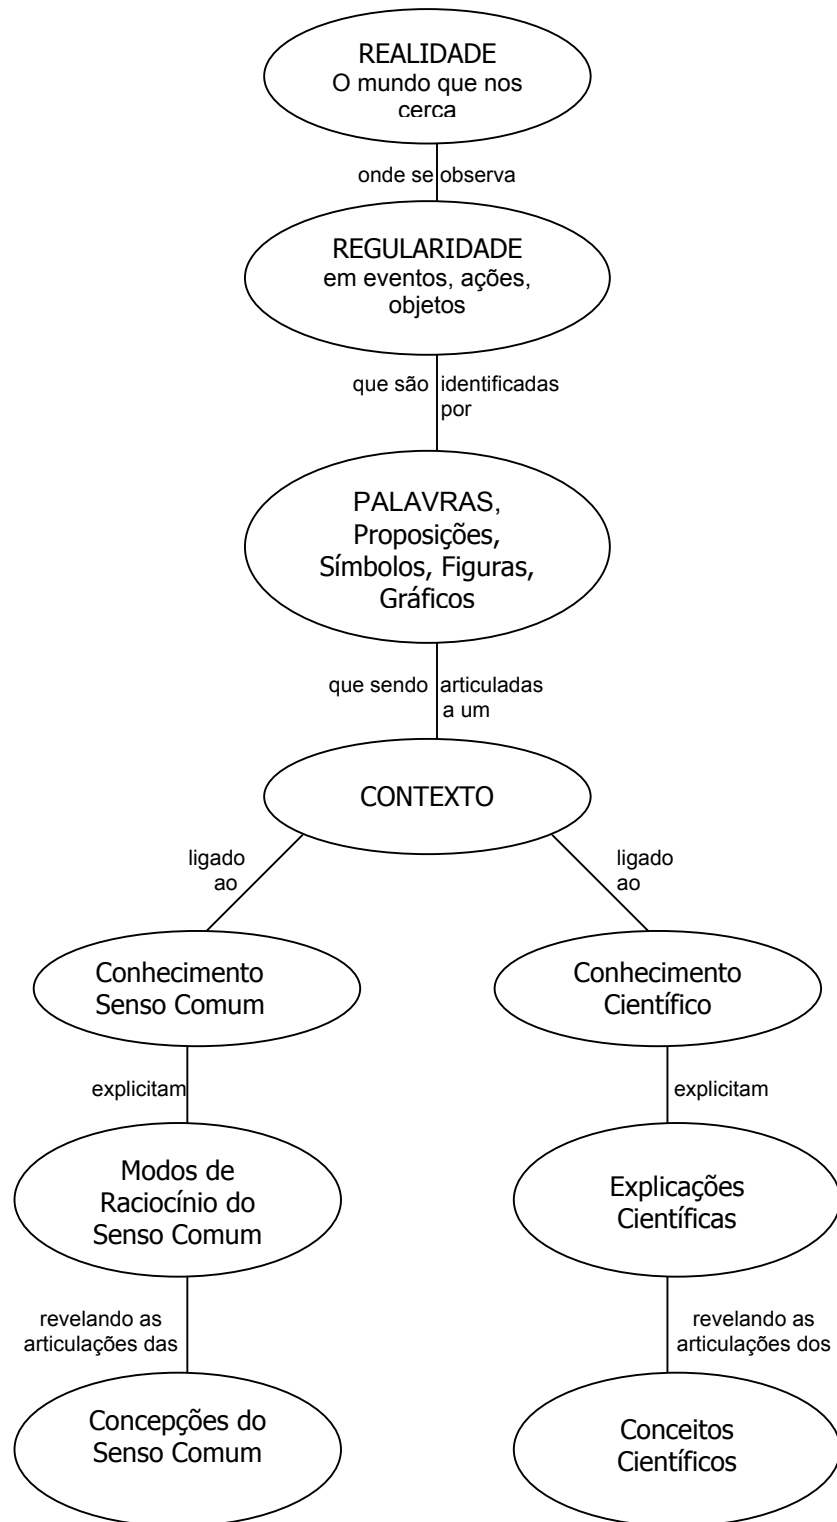 REALIDADE
O mundo que nos
cerca
onde se observa
REGULARIDADE
em eventos, ações,
objetos
que são identificadas
por
PALAVRAS,
Proposições,
Símbolos, Figuras,
Gráficos
que sendo articuladas
a um
CONTEXTO
ligado
ao
ligado
ao
Conhecimento
Senso Comum
Conhecimento
Científico
explicitam
explicitam
Modos de
Raciocínio do
Senso Comum
Explicações
Científicas
revelando as
articulações das
revelando as
articulações dos
Concepções do
Senso Comum
Conceitos
Científicos